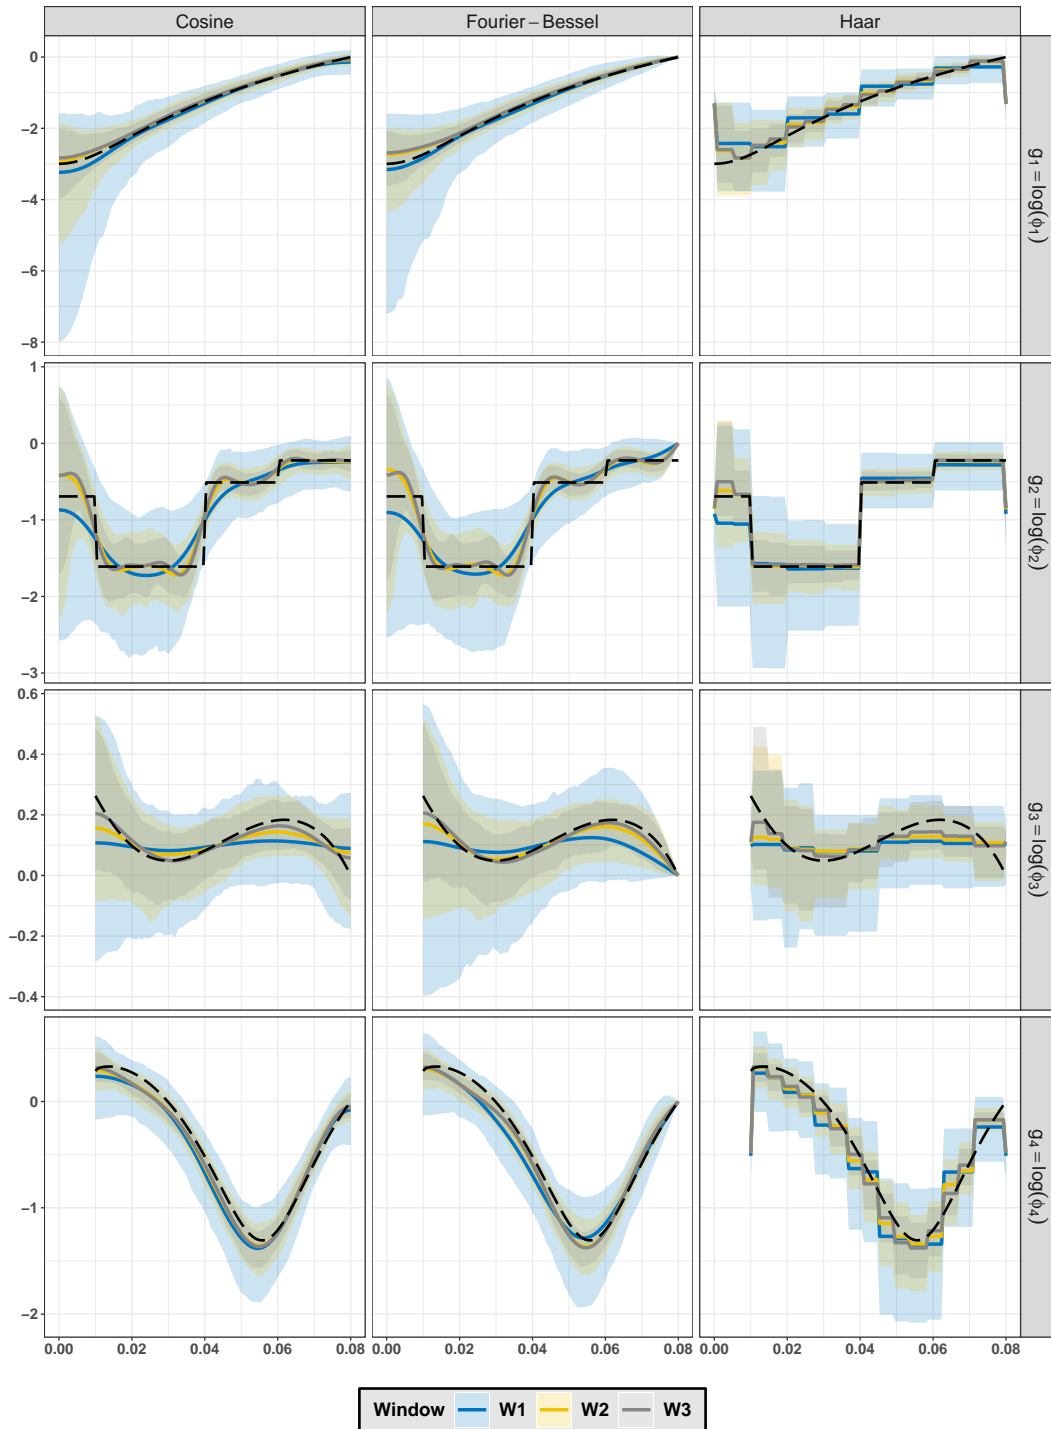 Cosine
Fourier – Bessel
Haar
0
−2
−4
−6
−8
g₁ = log(ϕ₁)
1
0
−1
−2
−3
g₂ = log(ϕ₂)
0.6
0.4
0.2
0.0
−0.2
−0.4
g₃ = log(ϕ₃)
0
−1
−2
g₄ = log(ϕ₄)
0.00 0.02 0.04 0.06 0.08
0.00 0.02 0.04 0.06 0.08
0.00 0.02 0.04 0.06 0.08
Window W1 W2 W3